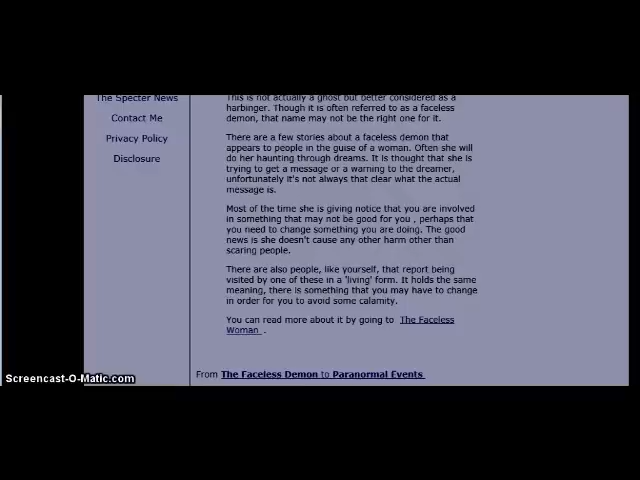 The Specter News
Contact Me
Privacy Policy
Disclosure
This is not actually a ghost but better considered as a
harbinger. Though it is often referred to as a faceless
demon, that name may not be the right one for it.
There are a few stories about a faceless demon that
appears to people in the guise of a woman. Often she will
do her haunting through dreams. It is thought that she is
trying to get a message or a warning to the dreamer,
unfortunately it's not always that clear what the actual
message is.
Most of the time she is giving notice that you are involved
in something that may not be good for you , perhaps that
you need to change something you are doing. The good
news is she doesn't cause any other harm other than
scaring people.
There are also people, like yourself, that report being
visited by one of these in a 'living' form. It holds the same
meaning, there is something that you may have to change
in order for you to avoid some calamity.
You can read more about it by going to The Faceless
Woman .
From The Faceless Demon to Paranormal Events
Screencast-O-Matic.com